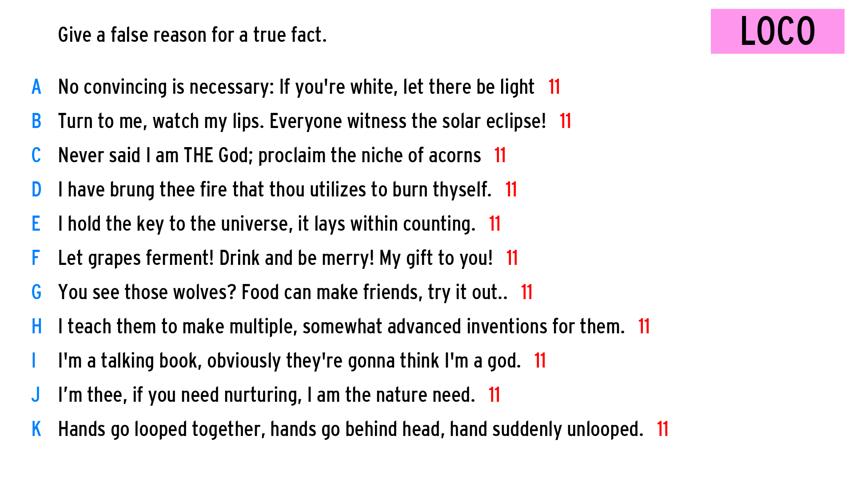 Give a false reason for a true fact.
LOCO
A No convincing is necessary: If you're white, let there be light 11
B Turn to me, watch my lips. Everyone witness the solar eclipse! 11
C Never said I am THE God; proclaim the niche of acorns 11
D I have brung thee fire that thou utilizes to burn thyself. 11
E I hold the key to the universe, it lays within counting. 11
F Let grapes ferment! Drink and be merry! My gift to you! 11
G You see those wolves? Food can make friends, try it out.. 11
H I teach them to make multiple, somewhat advanced inventions for them. 11
I I'm a talking book, obviously they're gonna think I'm a god. 11
J I’m thee, if you need nurturing, I am the nature need. 11
K Hands go looped together, hands go behind head, hand suddenly unlooped. 11